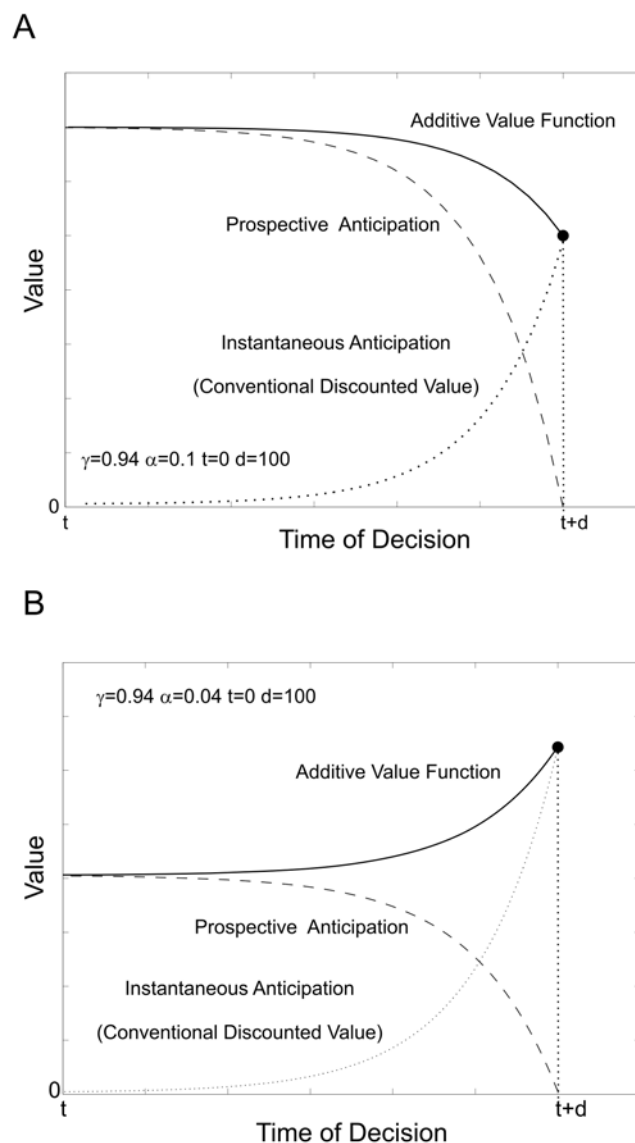 A
Additive Value Function
Prospective Anticipation
Value
Instantaneous Anticipation
(Conventional Discounted Value)
γ=0.94 α=0.1 t=0 d=100
0
t
t+d
Time of Decision
B
γ=0.94 α=0.04 t=0 d=100
Additive Value Function
Value
Prospective Anticipation
Instantaneous Anticipation
(Conventional Discounted Value)
0
t
t+d
Time of Decision